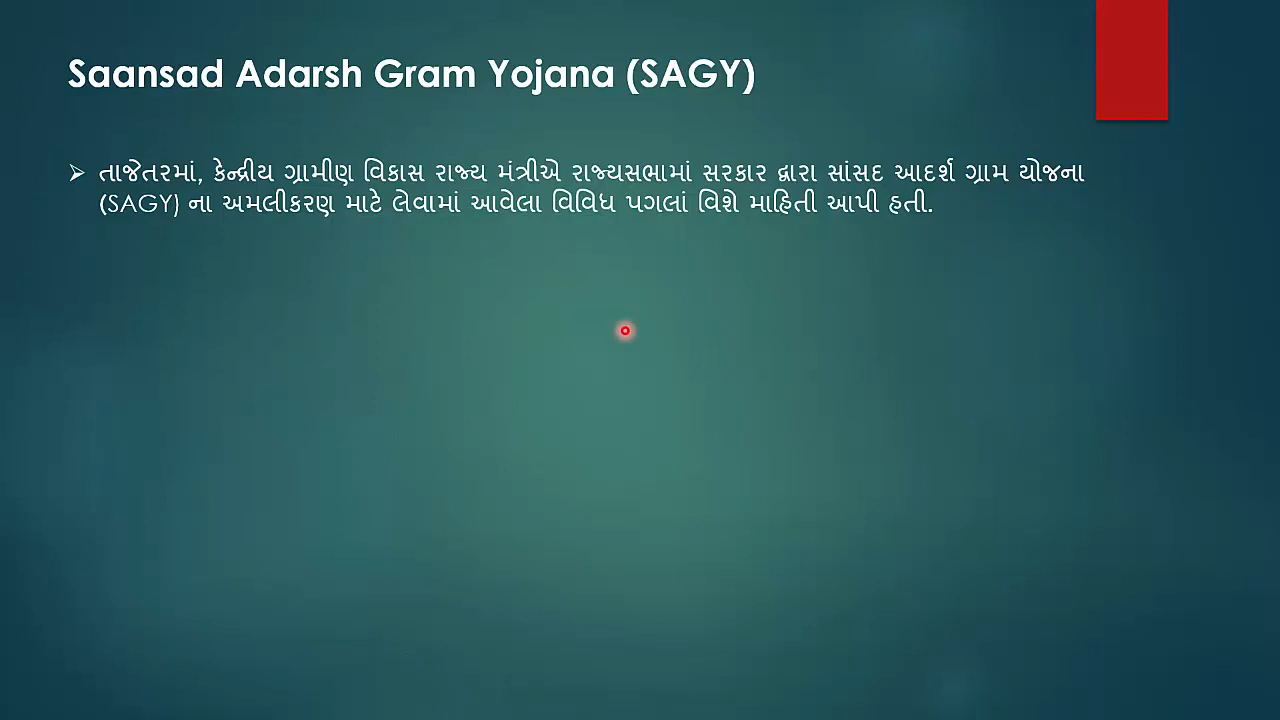 Saansad Adarsh Gram Yojana (SAGY)
➢ તાજેતરમાં, કેન્દ્રીય ગ્રામીણ વિકાસ રાજ્ય મંત્રીએ રાજ્યસભામાં સરકાર દ્વારા સાંસદ આદર્શ ગ્રામ યોજના
(SAGY) ના અમલીકરણ માટે લેવામાં આવેલા વિવિધ પગલાં વિશે માહિતી આપી હતી.